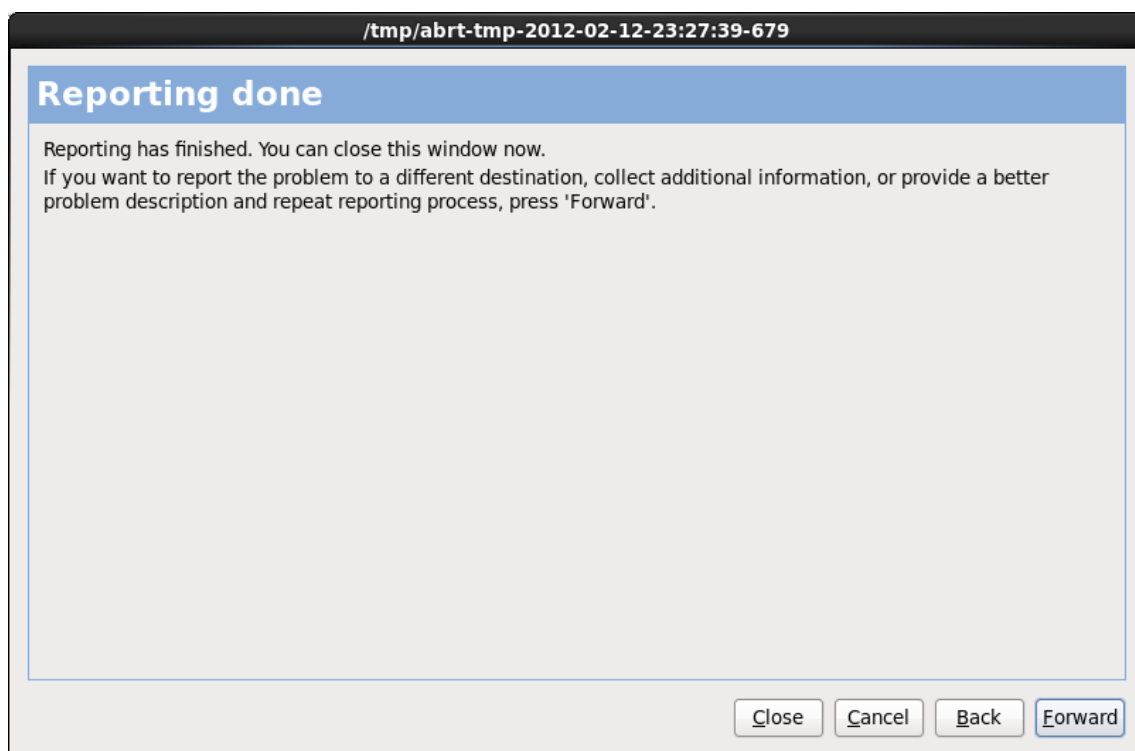 /tmp/abrt-tmp-2012-02-12-23:27:39-679
Reporting done
Reporting has finished. You can close this window now.
If you want to report the problem to a different destination, collect additional information, or provide a better
problem description and repeat reporting process, press 'Forward'.
Close Cancel Back Forward